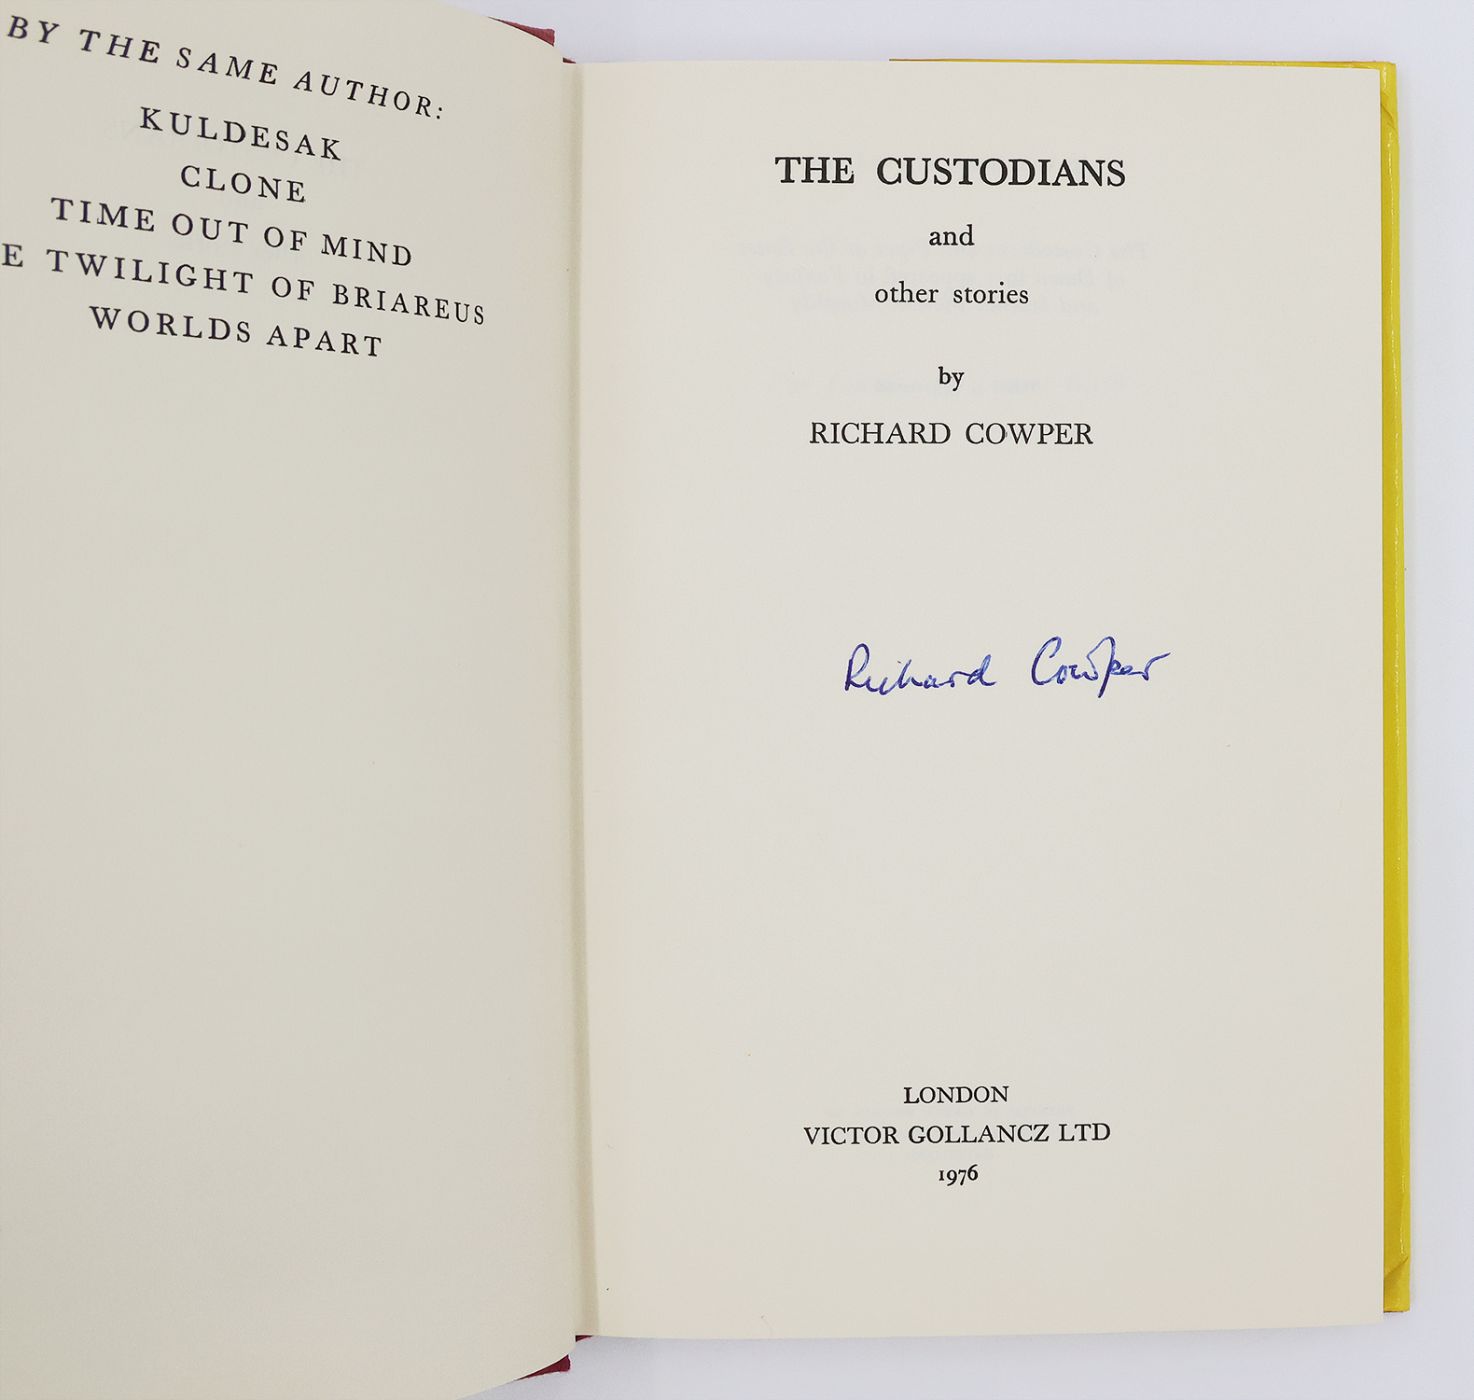 BY THE SAME AUTHOR:
KULDESAK
CLONE
TIME OUT OF MIND
E TWILIGHT OF BRIAREUS
WORLDS APART
THE CUSTODIANS
and
other stories
by
RICHARD COWPER
Richard Cowper
LONDON
VICTOR GOLLANCZ LTD
1976